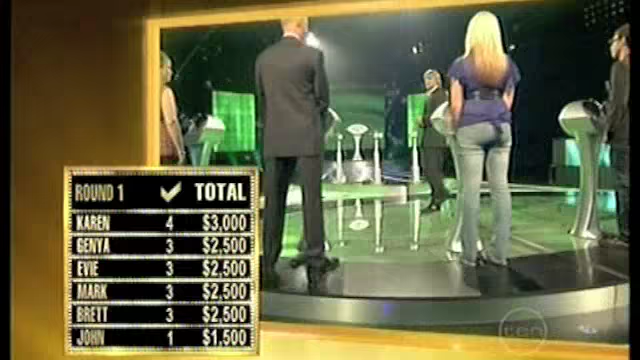 ROUND 1 ✓ TOTAL
KAREN 4 $3,000
GENYA 3 $2,500
EVIE 3 $2,500
MARK 3 $2,500
BRETT 3 $2,500
JOHN 1 $1,500
ten